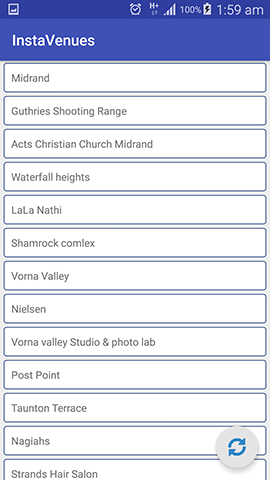 H+
100%
1:59 am
InstaVenues
Midrand
Guthries Shooting Range
Acts Christian Church Midrand
Waterfall heights
LaLa Nathi
Shamrock comlex
Vorna Valley
Nielsen
Vorna valley Studio & photo lab
Post Point
Taunton Terrace
Nagiahs
Strands Hair Salon